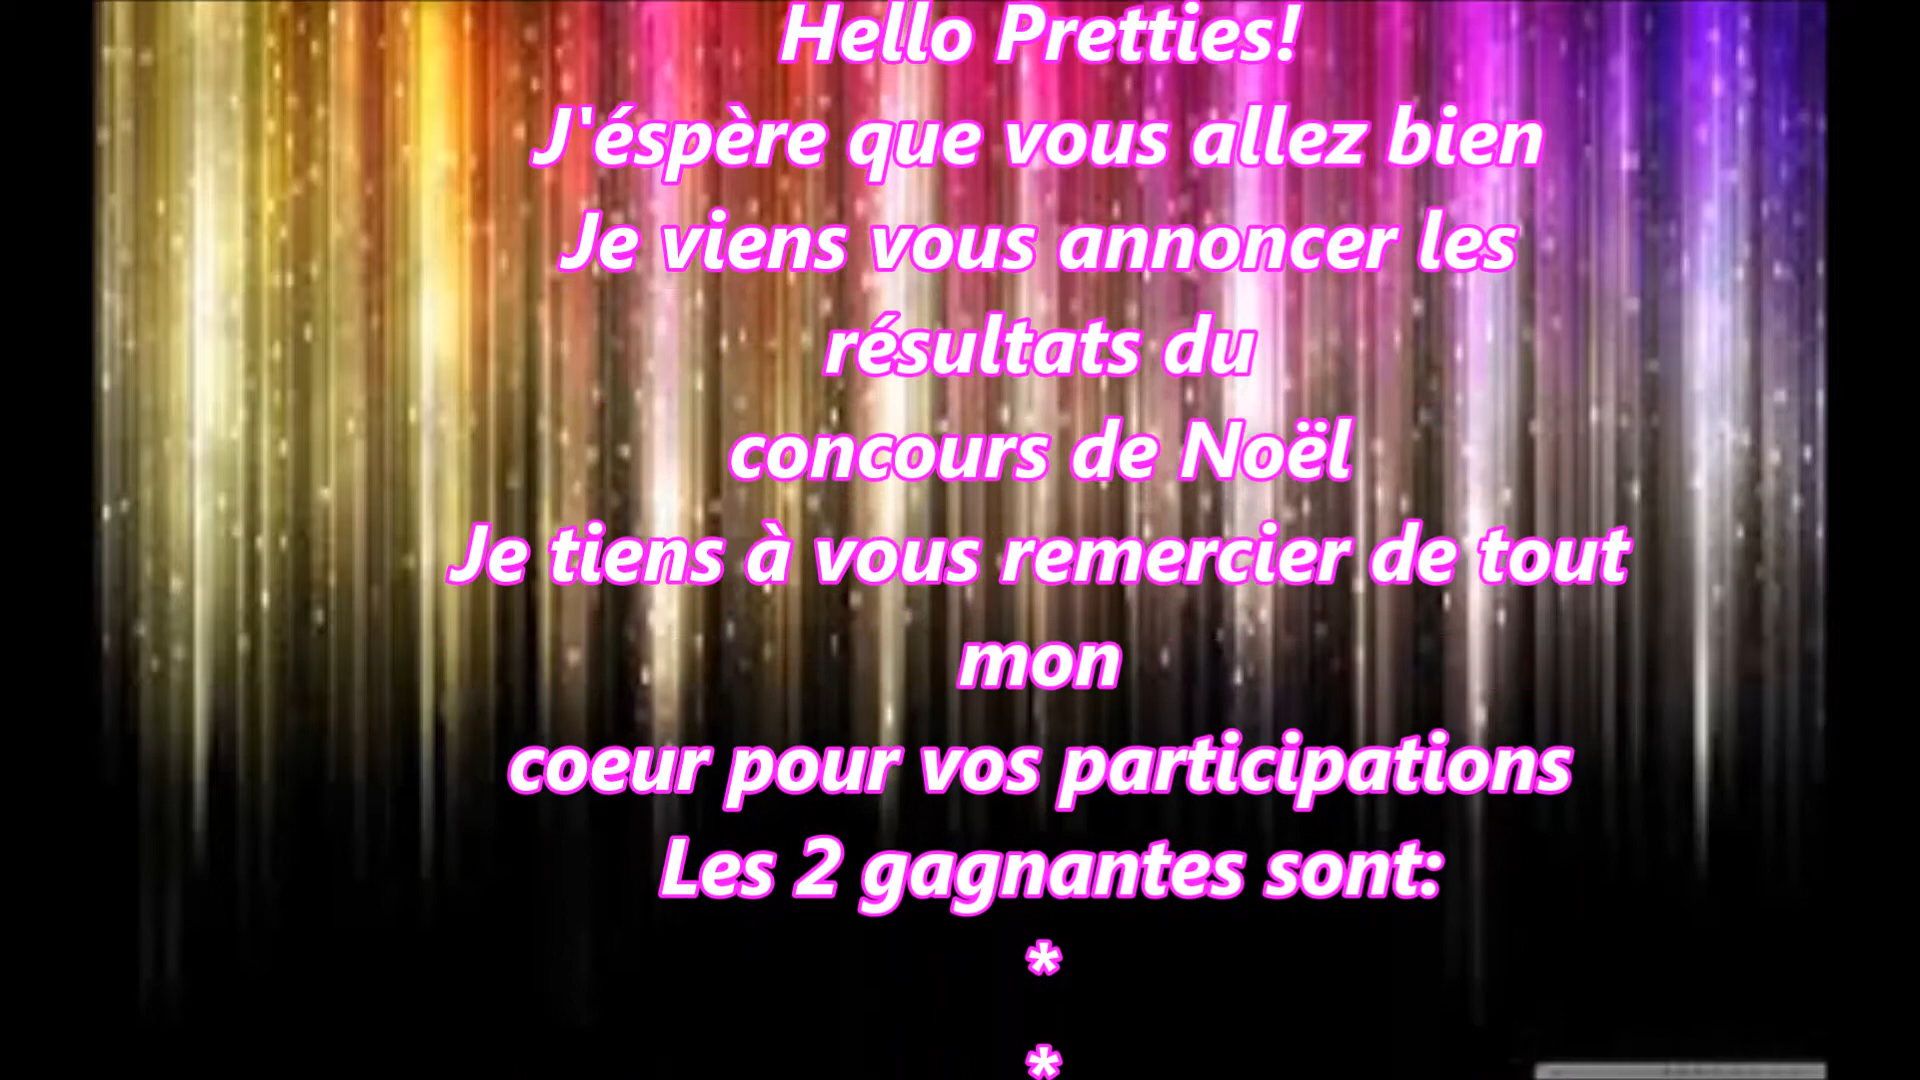 Hello Pretties!
J'éspère que vous allez bien
Je viens vous annoncer les
résultats du
concours de Noël
Je tiens à vous remercier de tout
mon
coeur pour vos participations
Les 2 gagnantes sont:
*
*